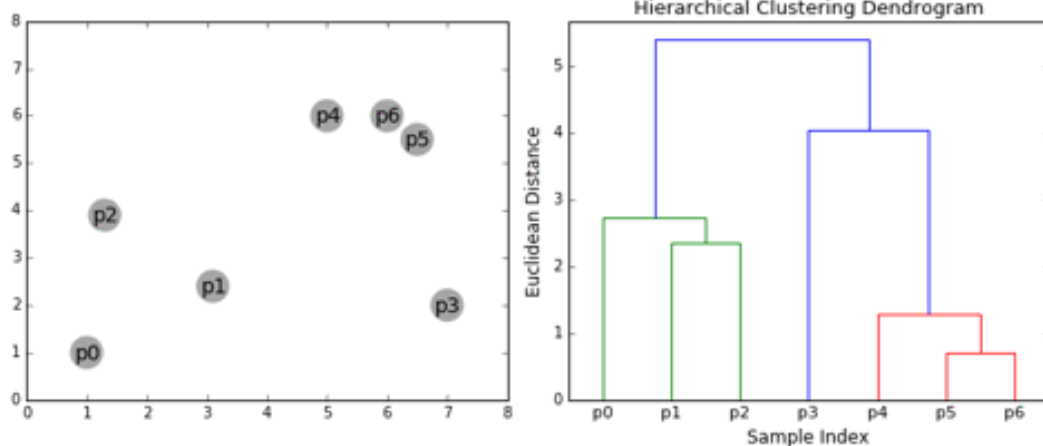 Hierarchical Clustering Dendrogram
8
7
6
5
4
3
2
1
0
p4
p6
p5
p2
p1
p3
p0
0 1 2 3 4 5 6 7 8
Euclidean Distance
5
4
3
2
1
0
p0 p1 p2 p3 p4 p5 p6
Sample Index